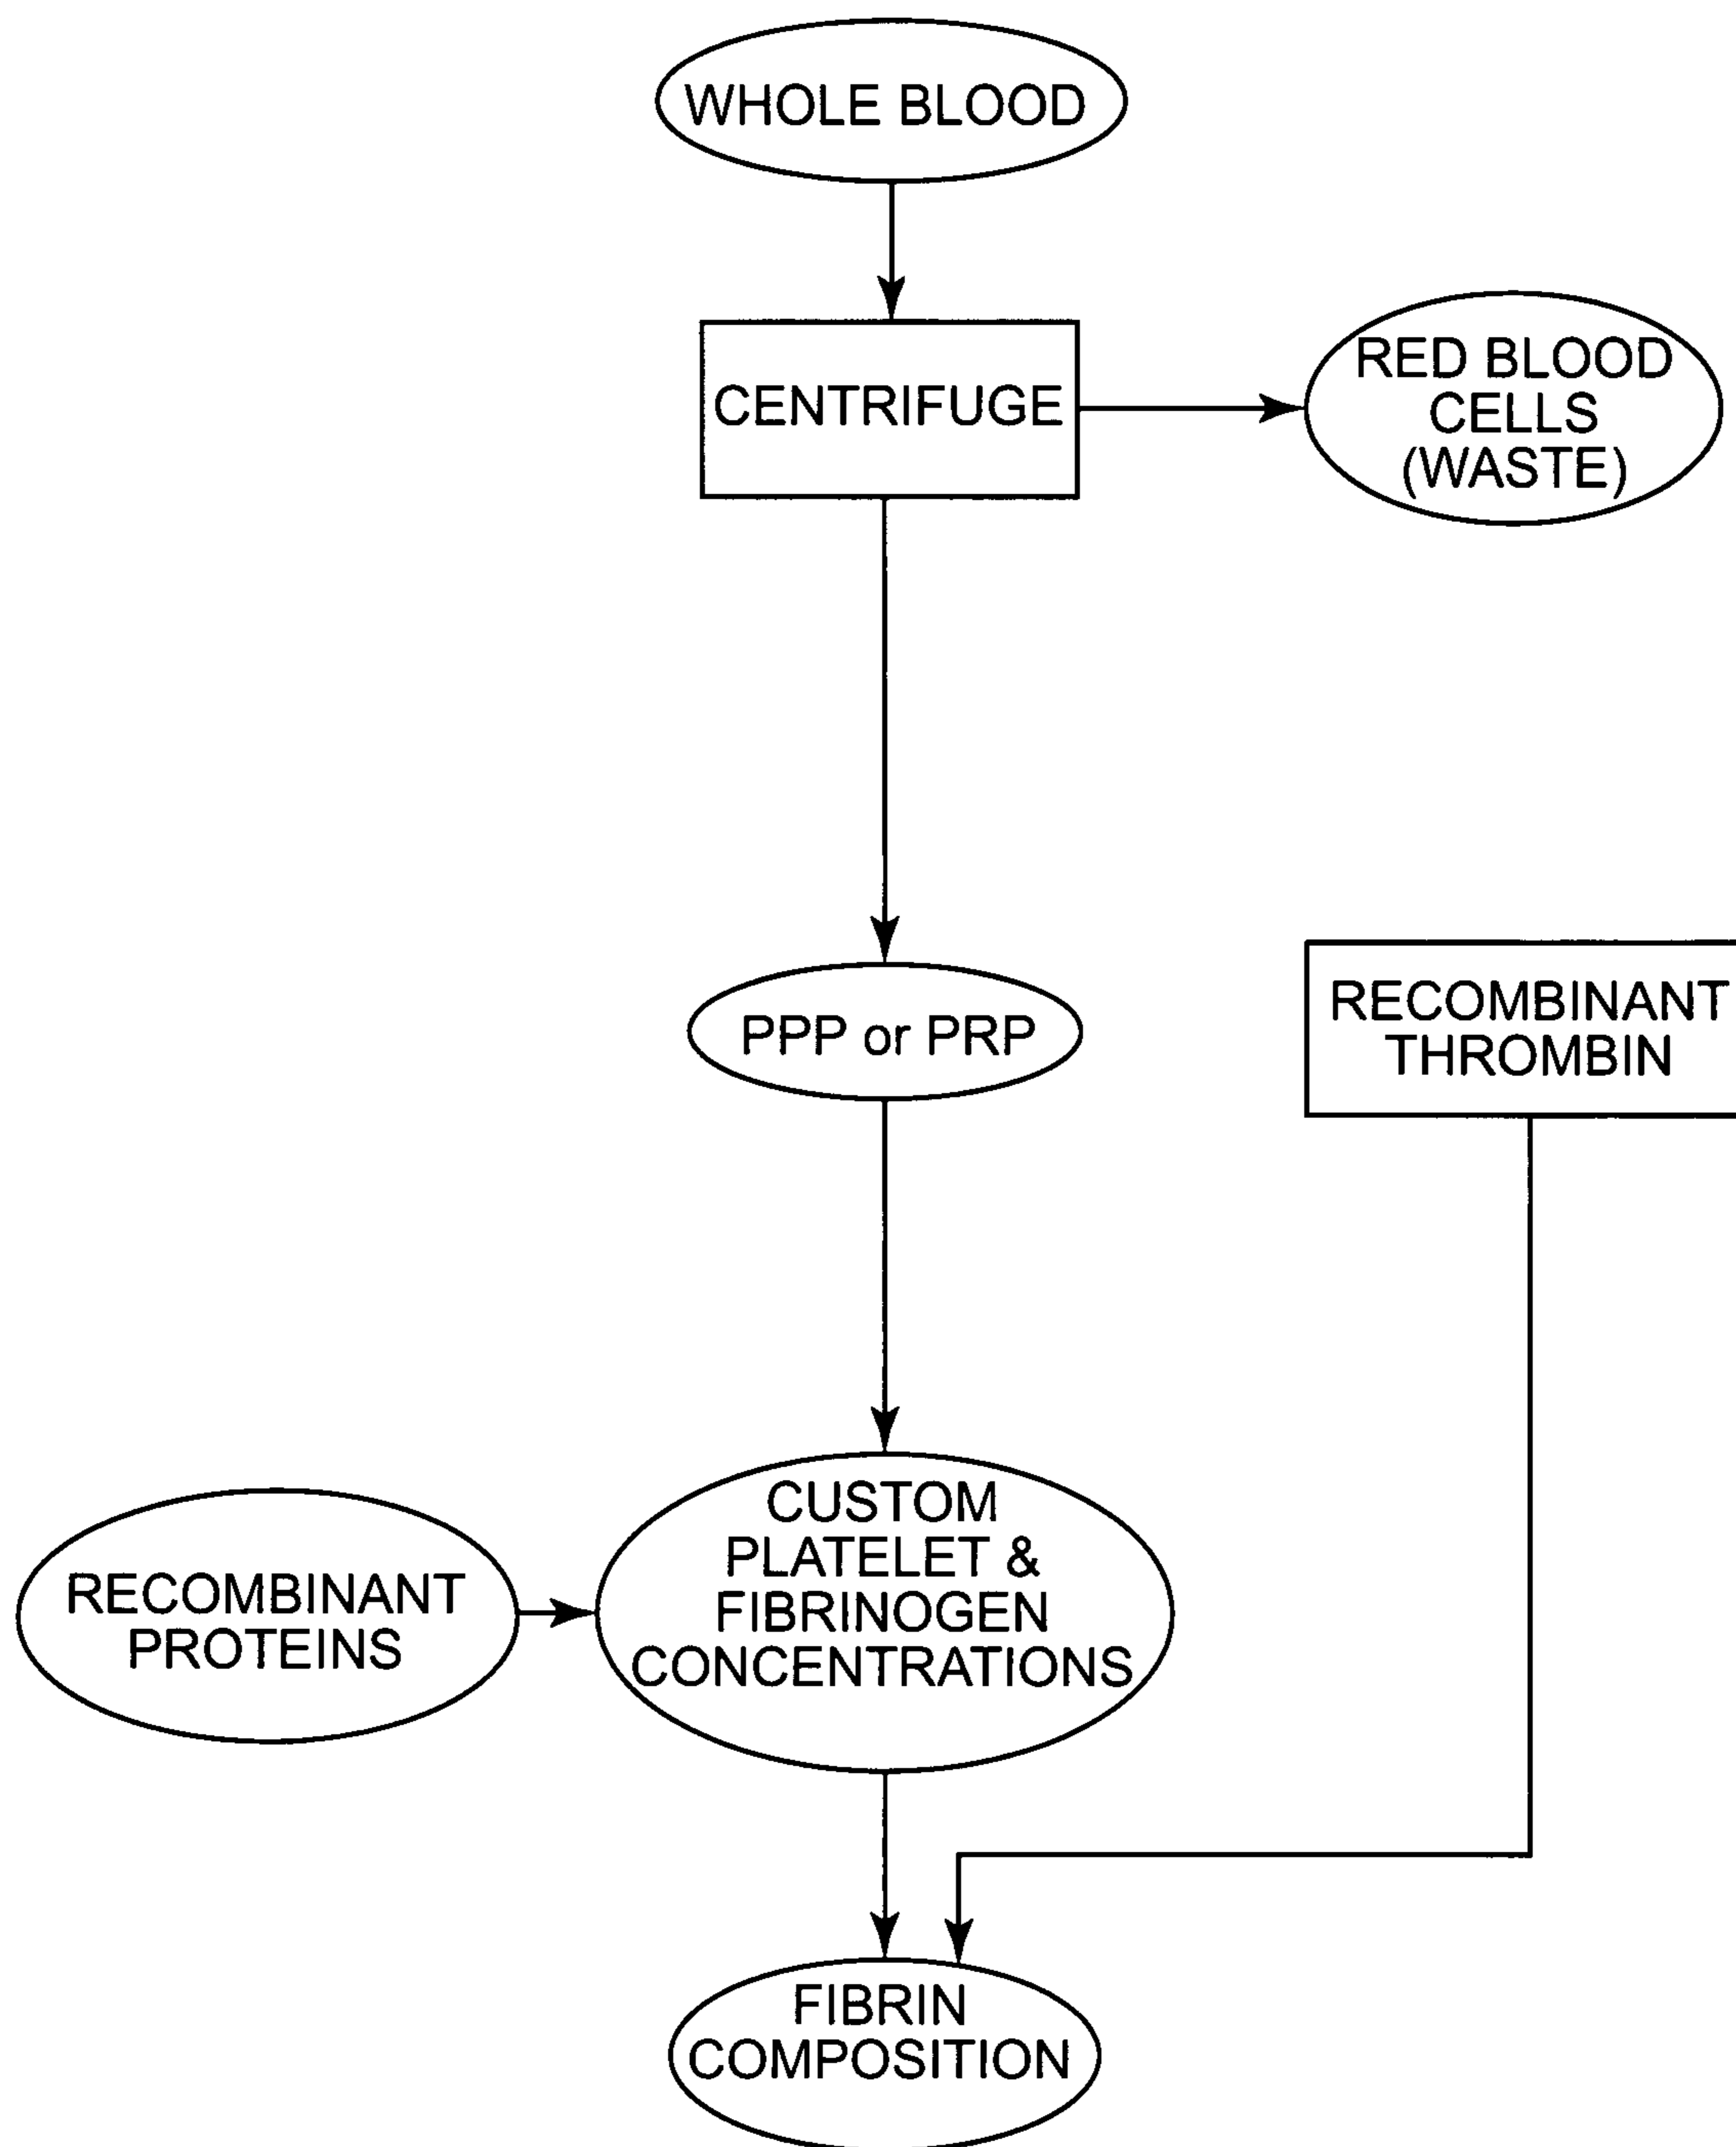 WHOLE BLOOD
CENTRIFUGE
RED BLOOD
CELLS
(WASTE)
PPP or PRP
RECOMBINANT
THROMBIN
CUSTOM
PLATELET &
FIBRINOGEN
CONCENTRATIONS
RECOMBINANT
PROTEINS
FIBRIN
COMPOSITION